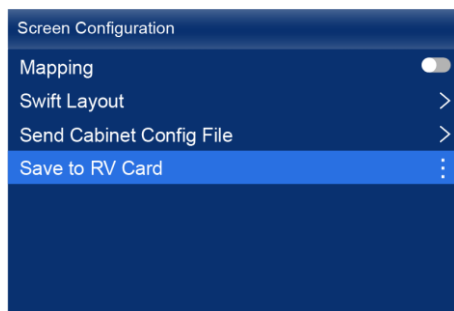 Screen Configuration
Mapping
Swift Layout
Send Cabinet Config File
Save to RV Card